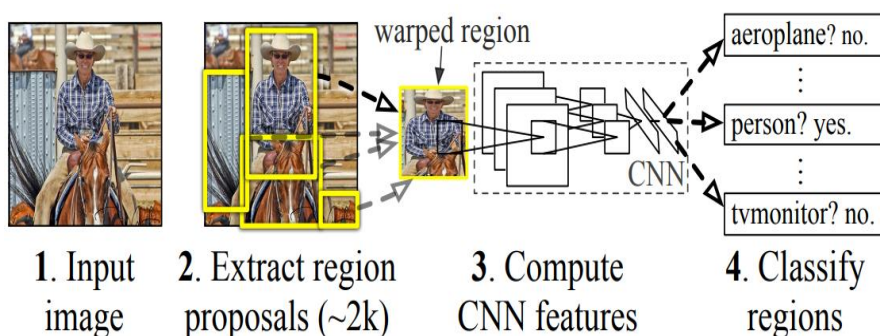 warped region
aeroplane? no.
⋮
person? yes.
CNN
⋮
tvmonitor? no.
1. Input
image
2. Extract region
proposals (~2k)
3. Compute
CNN features
4. Classify
regions